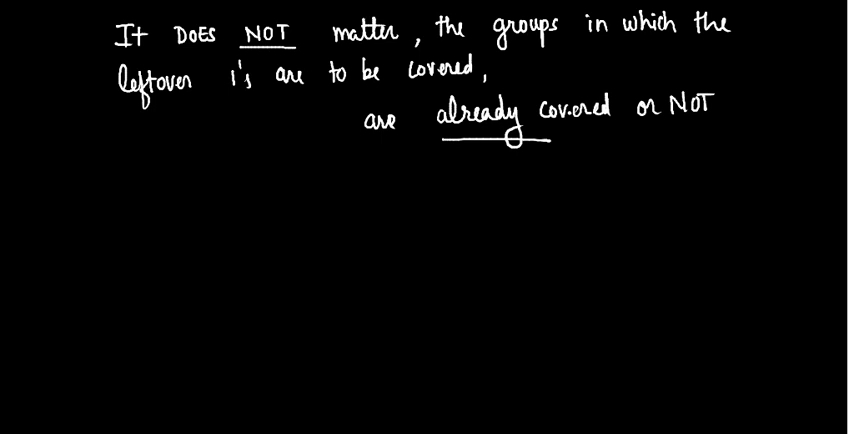 It DOES NOT matter, the groups in which the
leftover 1's are to be covered,
are already covered or NOT